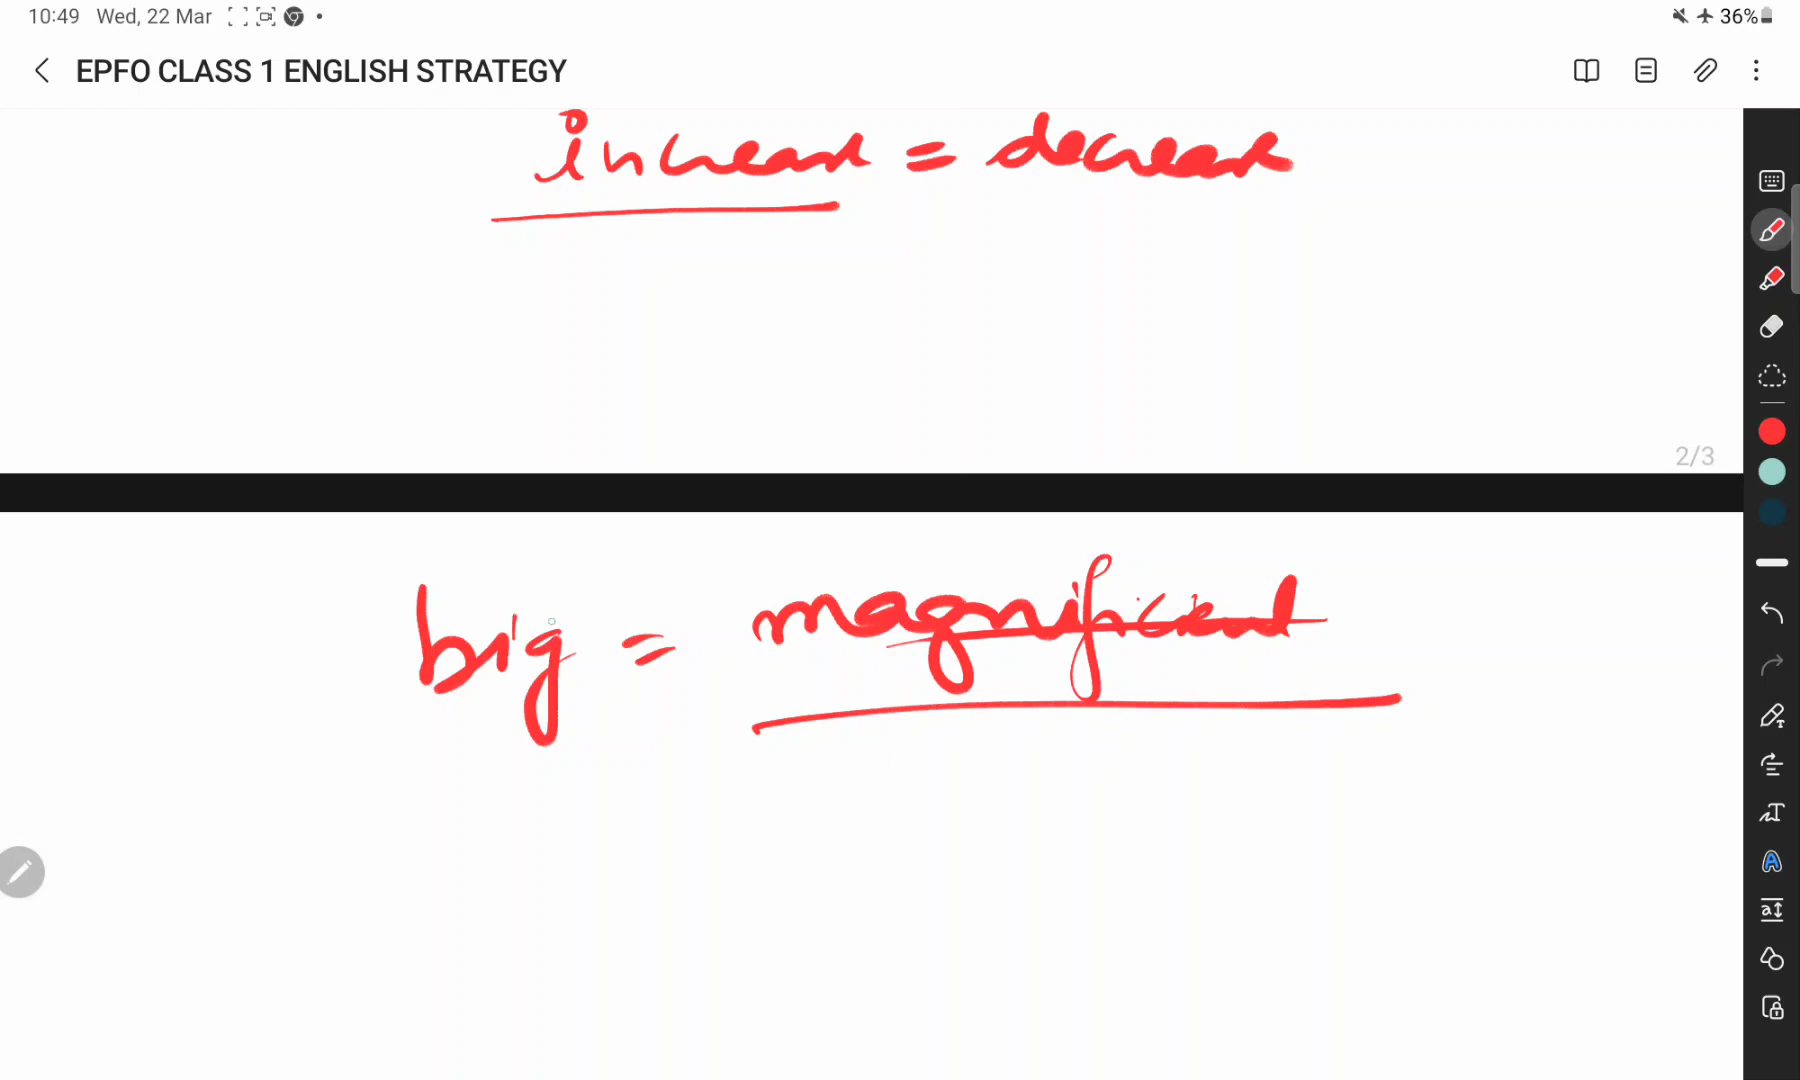 10:49 Wed, 22 Mar 36%
EPFO CLASS 1 ENGLISH STRATEGY
increase = decrease
2/3
big = magnificent